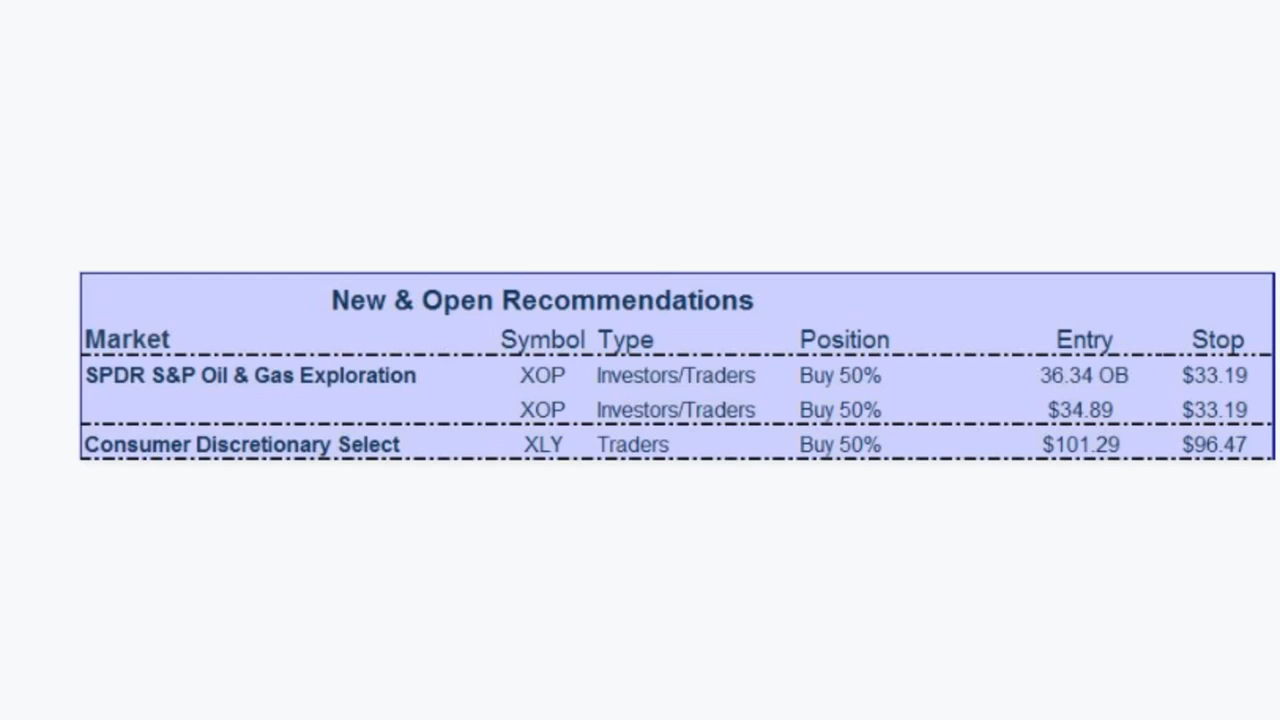 New & Open Recommendations
Market Symbol Type Position Entry Stop
SPDR S&P Oil & Gas Exploration XOP Investors/Traders Buy 50% 36.34 OB $33.19
XOP Investors/Traders Buy 50% $34.89 $33.19
Consumer Discretionary Select XLY Traders Buy 50% $101.29 $96.47